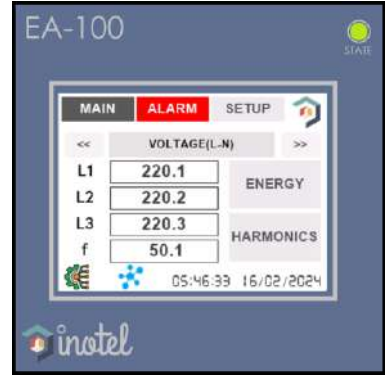 EA-100
STATE
MAIN ALARM SETUP
<< VOLTAGE(L-N) >>
L1 220.1
L2 220.2
ENERGY
L3 220.3
f 50.1
HARMONICS
05:46:33 16/02/2024
inotel